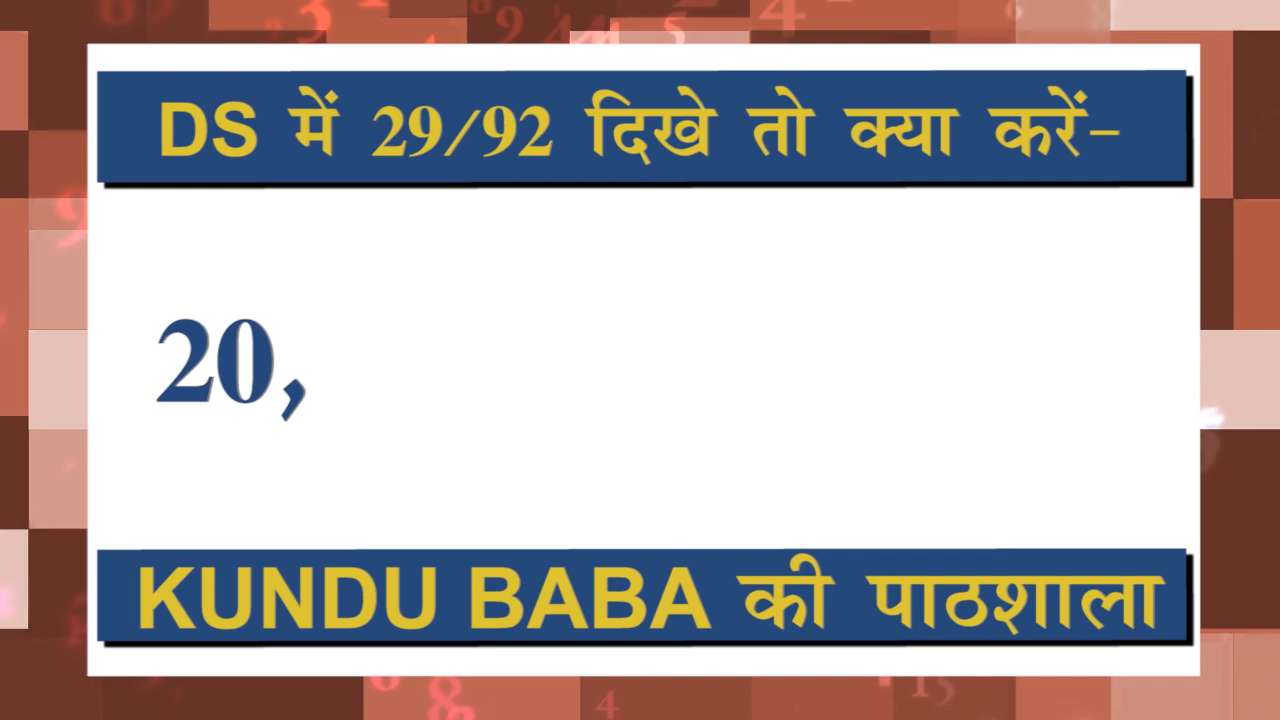 DS में 29/92 दिखे तो क्या करें-
20,
KUNDU BABA की पाठशाला